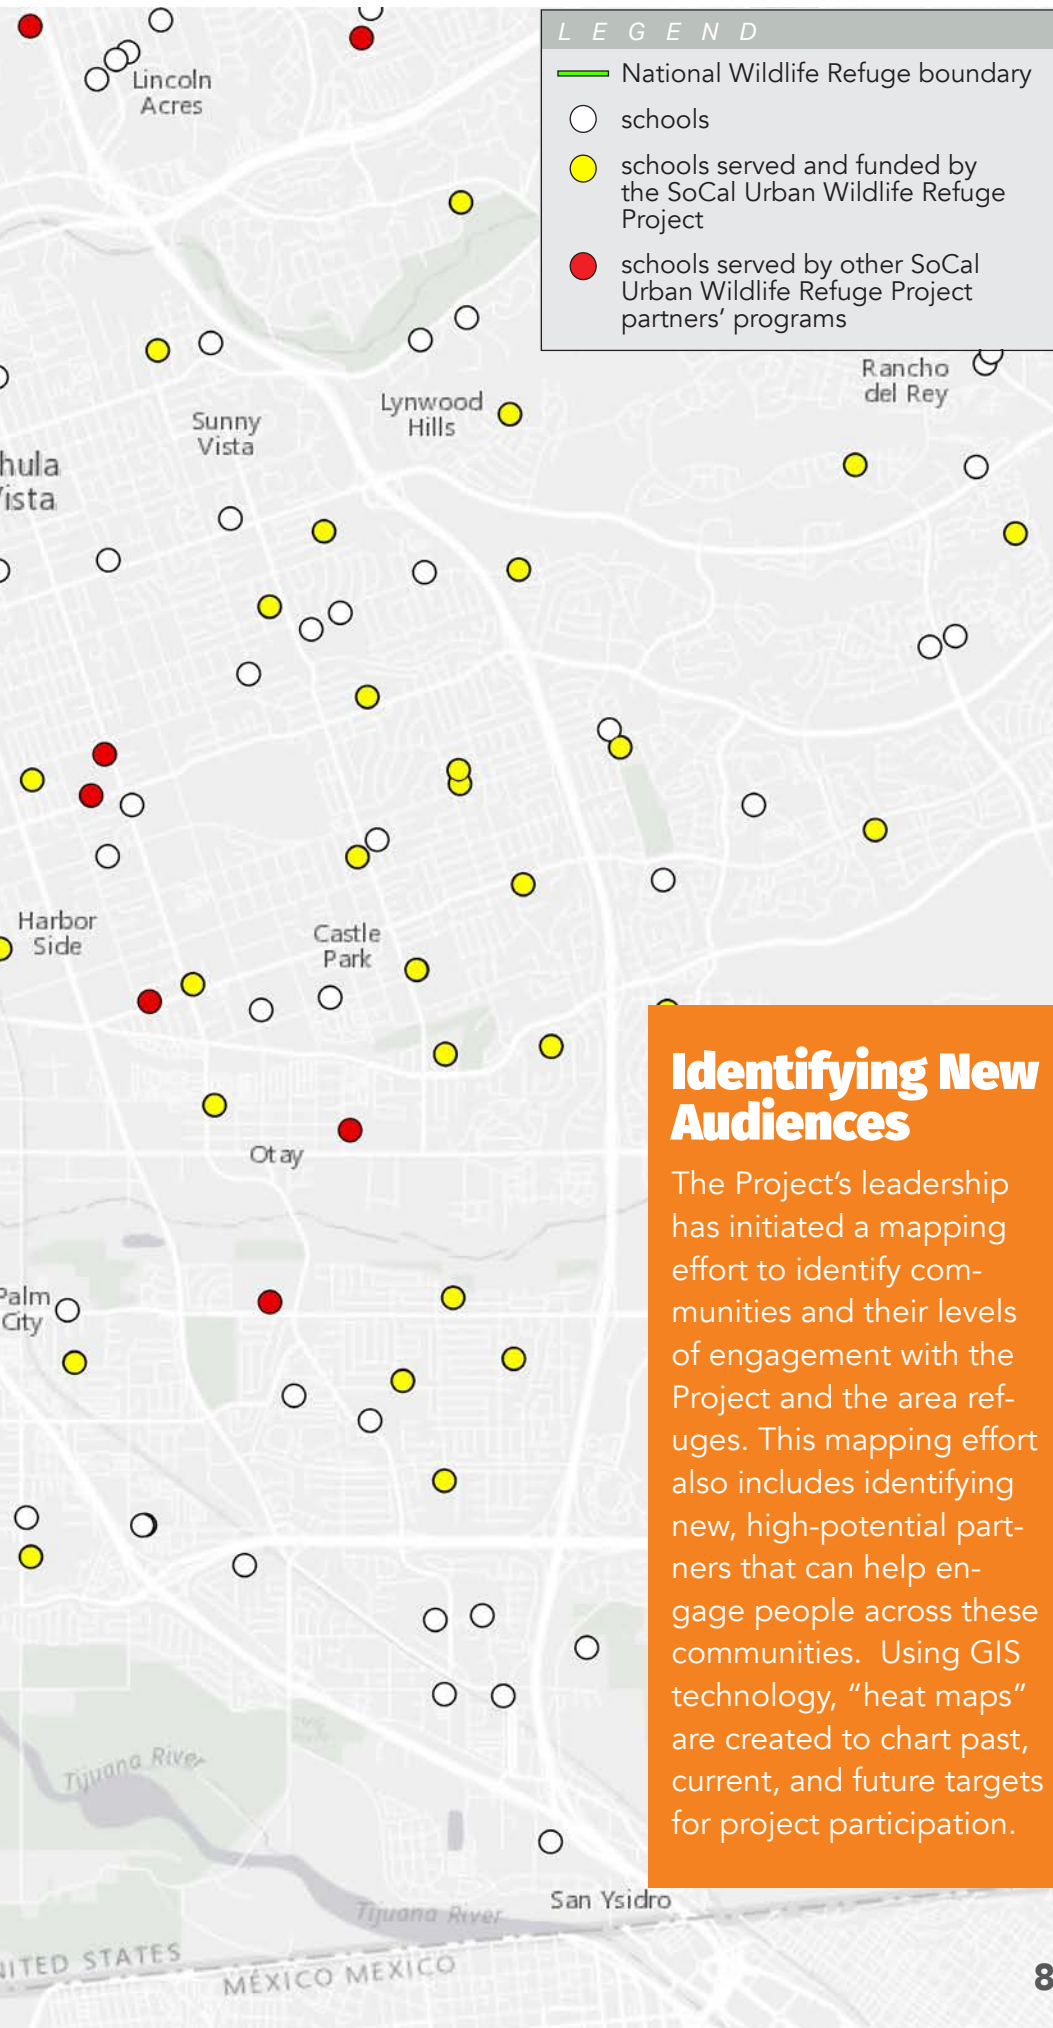 L E G E N D
National Wildlife Refuge boundary
schools
schools served and funded by
the SoCal Urban Wildlife Refuge
Project
schools served by other SoCal
Urban Wildlife Refuge Project
partners’ programs
Lincoln
Acres
Rancho
del Rey
Lynwood
Hills
Sunny
Vista
hula
ista
Harbor
Side
Castle
Park
Otay
Palm
City
Identifying New
Audiences
The Project’s leadership
has initiated a mapping
effort to identify com-
munities and their levels
of engagement with the
Project and the area ref-
uges. This mapping effort
also includes identifying
new, high-potential part-
ners that can help en-
gage people across these
communities.  Using GIS
technology, “heat maps”
are created to chart past,
current, and future targets
for project participation.
Tijuana River
Tijuana River
San Ysidro
NITED STATES
MÉXICO MEXICO
8